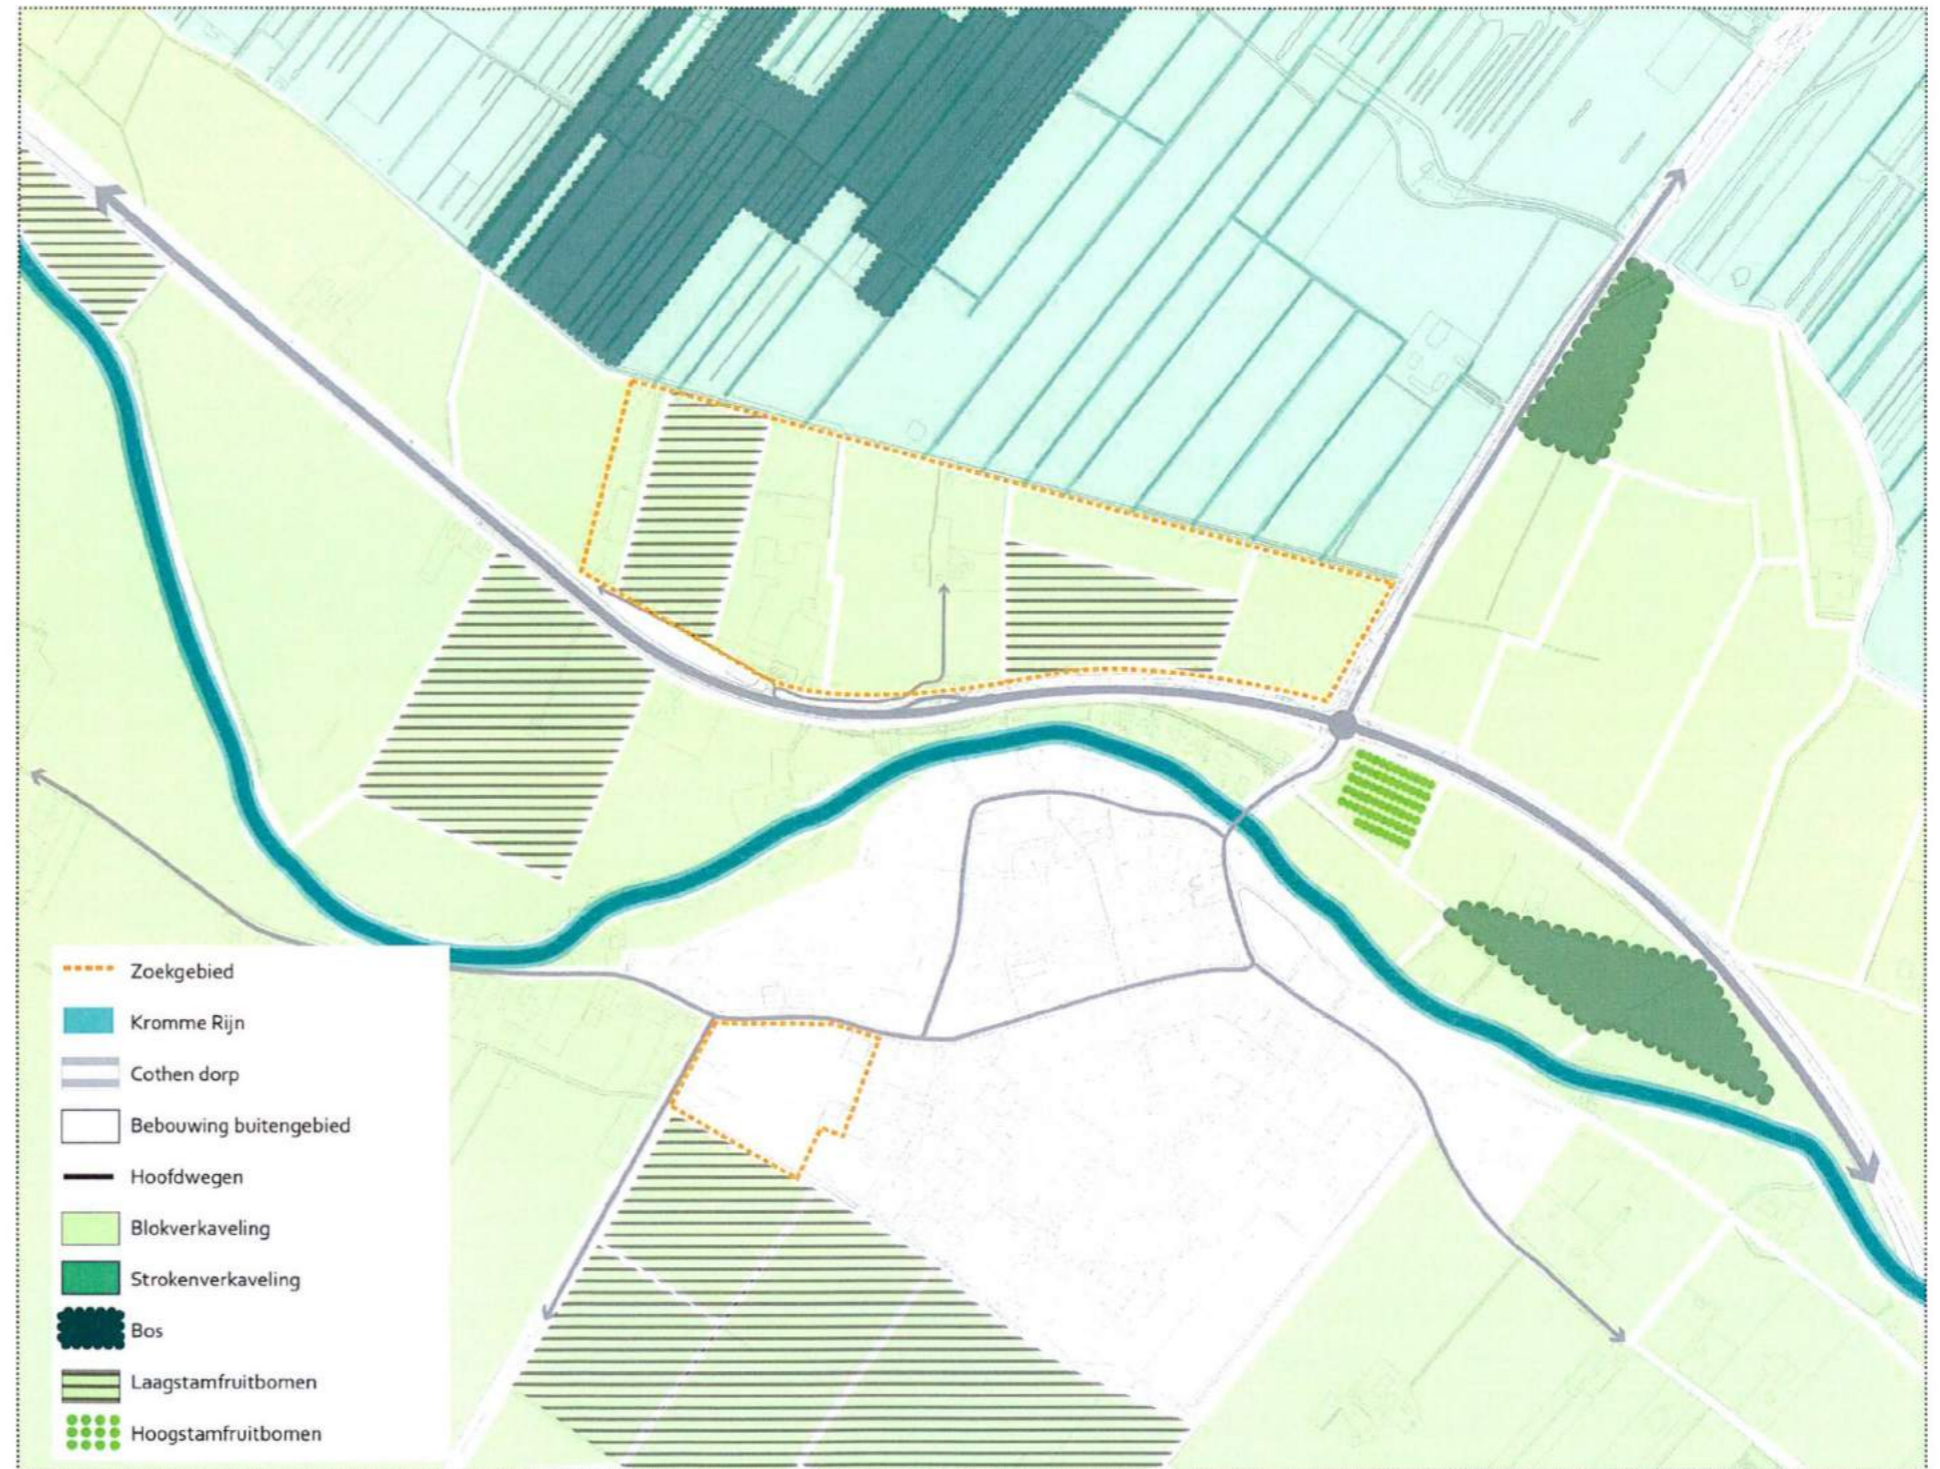 Zoekgebied
Kromme Rijn
Cothen dorp
Bebouwing buitengebied
Hoofdwegen
Blokverkaveling
Strokenverkaveling
Bos
Laagstamfruitbomen
Hoogstamfruitbomen